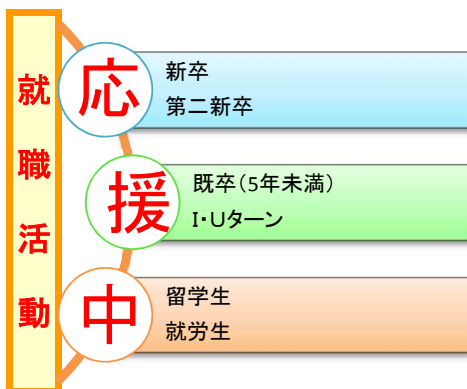 就職活動
応援中
新卒
第二新卒
既卒(5年未満)
I・Uターン
留学生
就労生